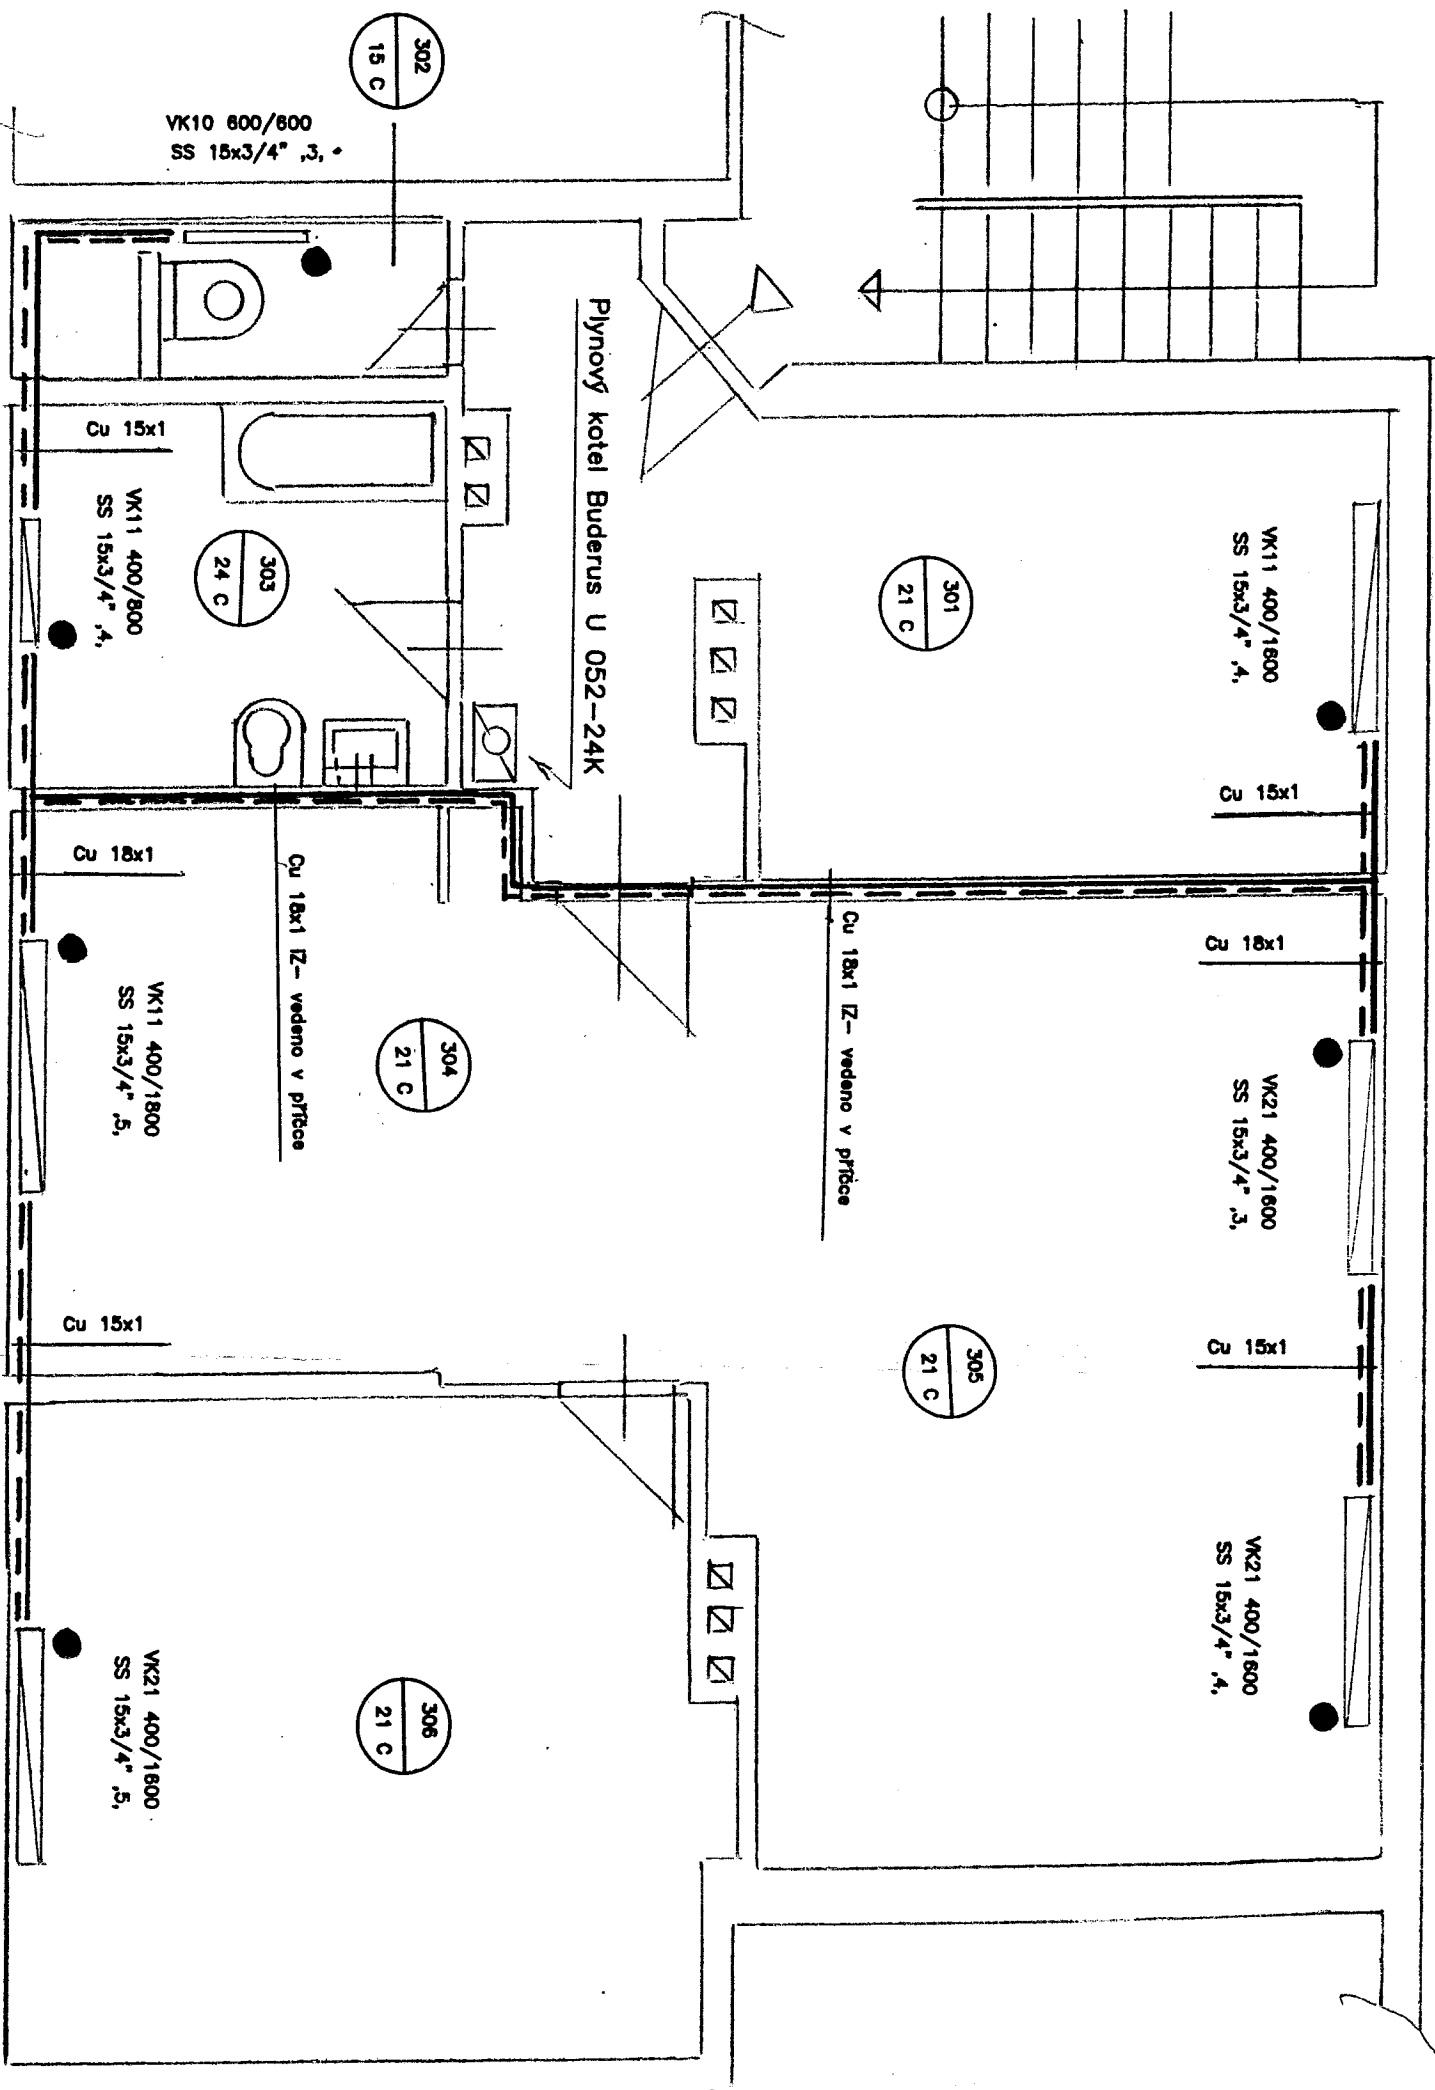 302
15 C
VK10 600/600
SS 15x3/4" ,3,
Plynový kotel Buderus U 052-24K
Cu 15x1
VK11 400/800
SS 15x3/4" ,4,
303
24 C
301
21 C
VK11 400/1600
SS 15x3/4" ,4,
Cu 15x1
Cu 18x1
Cu 18x1 IZ- vedeno v příčce
Cu 18x1 IZ- vedeno v příčce
Cu 18x1
VK11 400/1800
SS 15x3/4" ,5,
304
21 C
VK21 400/1600
SS 15x3/4" ,3,
Cu 15x1
305
21 C
Cu 15x1
VK21 400/1600
SS 15x3/4" ,4,
VK21 400/1600
SS 15x3/4" ,5,
306
21 C